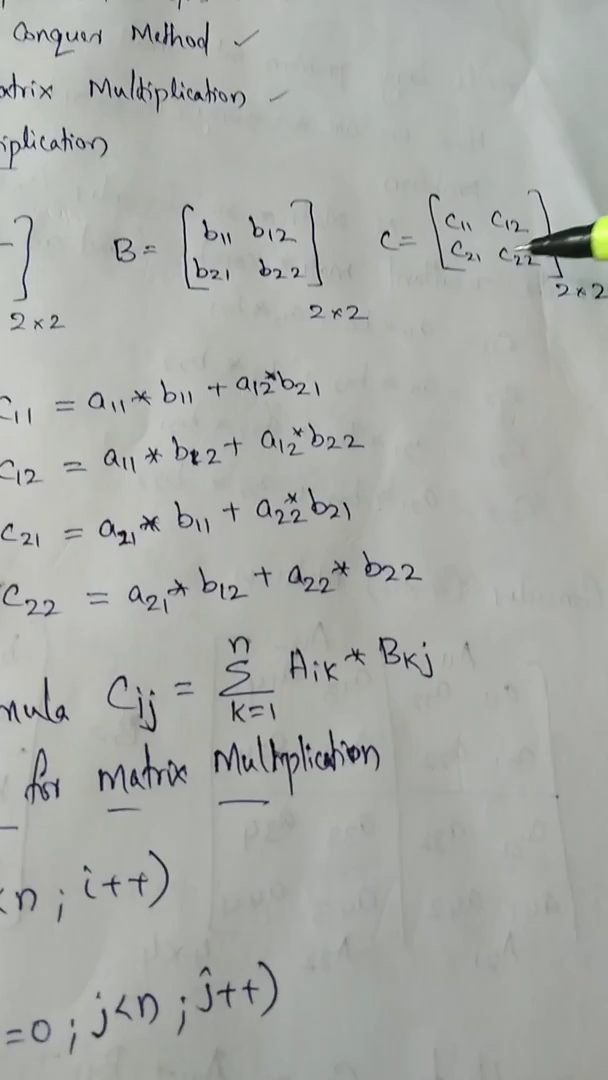 Conquer Method ✓
atrix Multiplication
iplication
]2×2 B = [b11 b12 b21 b22]2×2 C = [C11 C12 C21 C22]2×2
C11 = a11 * b11 + a12*b21
C12 = a11 * b12 + a12*b22
C21 = a21* b11 + a22*b21
C22 = a21* b12 + a22* b22
mula Cij = n Σ k=1 Aik * BKj
for matrix Multiplication
<n ; i++)
=0 ; j<n ; j++)